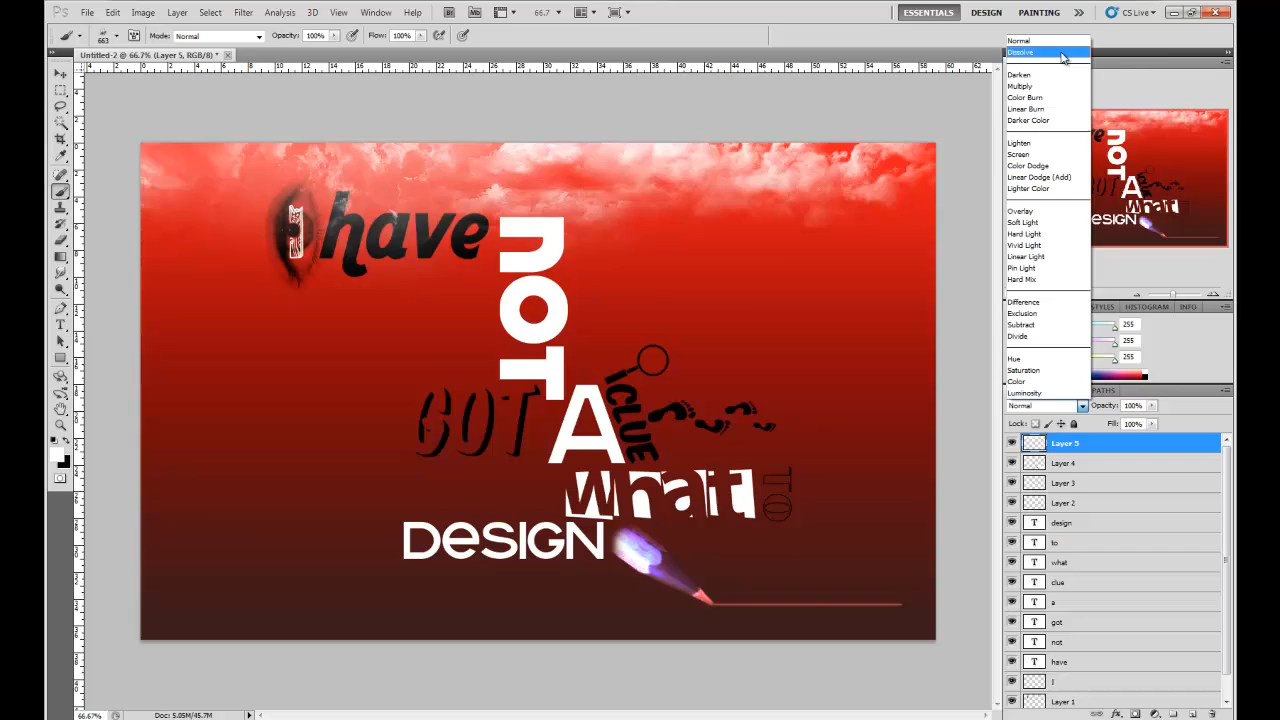 Ps File Edit Image Layer Select Filter Analysis 3D View Window Help Br Mb 66.7 ESSENTIALS DESIGN PAINTING CS Live
663 Mode: Normal Opacity: 100% Flow: 100%
Untitled-2 @ 66.7% (Layer 5, RGB/8) *
Normal
Dissolve
Darken
Multiply
Color Burn
Linear Burn
Darker Color
Lighten
Screen
Color Dodge
Linear Dodge (Add)
Lighter Color
Overlay
Soft Light
Hard Light
Vivid Light
Linear Light
Pin Light
Hard Mix
Difference
Exclusion
Subtract
Divide
Hue
Saturation
Color
Luminosity
I have
noT
GOT A CLUE
what TO
DESIGN
STYLES HISTOGRAM INFO
255
255
255
PATHS
Normal Opacity: 100%
Lock: Fill: 100%
Layer 5
Layer 4
Layer 3
Layer 2
T design
T to
T what
T clue
T a
T got
T not
T have
I
Layer 1
66.67% Doc: 5.05M/45.7M